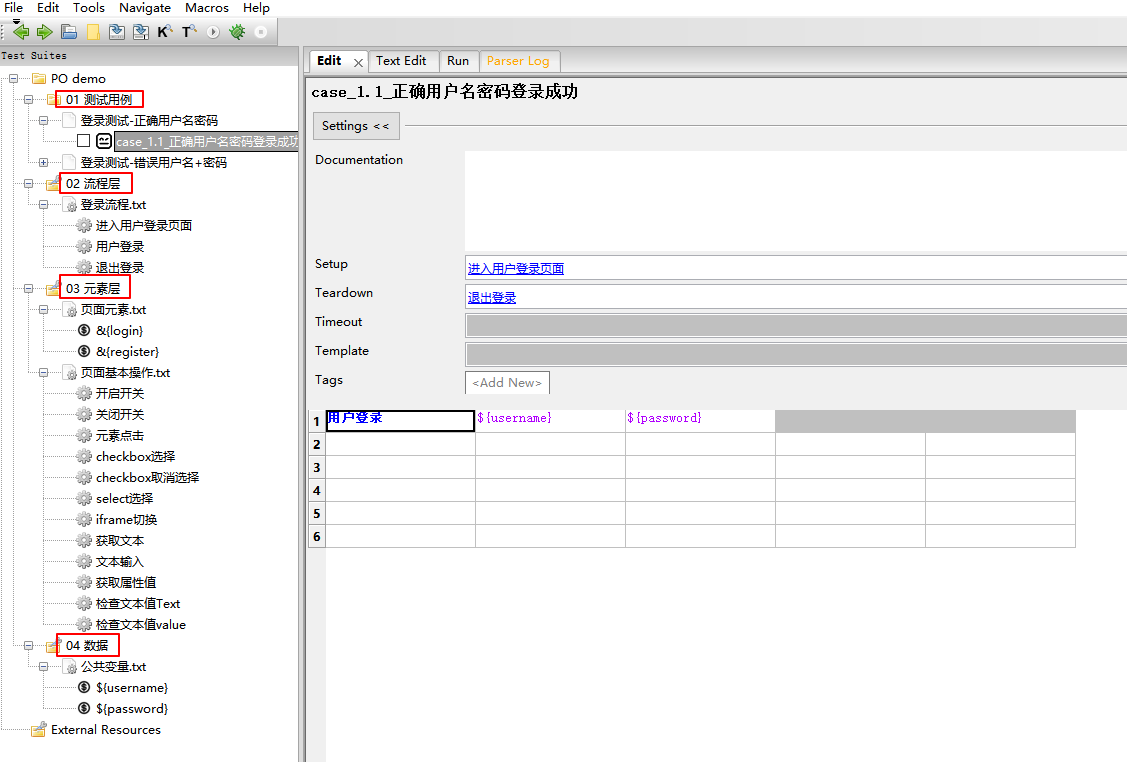 File Edit Tools Navigate Macros Help
K T
Test Suites
PO demo
01 测试用例
登录测试-正确用户名密码
case_1.1_正确用户名密码登录成功
登录测试-错误用户名+密码
02 流程层
登录流程.txt
进入用户登录页面
用户登录
退出登录
03 元素层
页面元素.txt
&{login}
&{register}
页面基本操作.txt
开启开关
关闭开关
元素点击
checkbox选择
checkbox取消选择
select选择
iframe切换
获取文本
文本输入
获取属性值
检查文本值Text
检查文本值value
04 数据
公共变量.txt
${username}
${password}
External Resources
Edit Text Edit Run Parser Log
case_1.1_正确用户名密码登录成功
Settings <<
Documentation
Setup 进入用户登录页面
Teardown 退出登录
Timeout
Template
Tags <Add New>
1 用户登录 ${username} ${password}
2
3
4
5
6